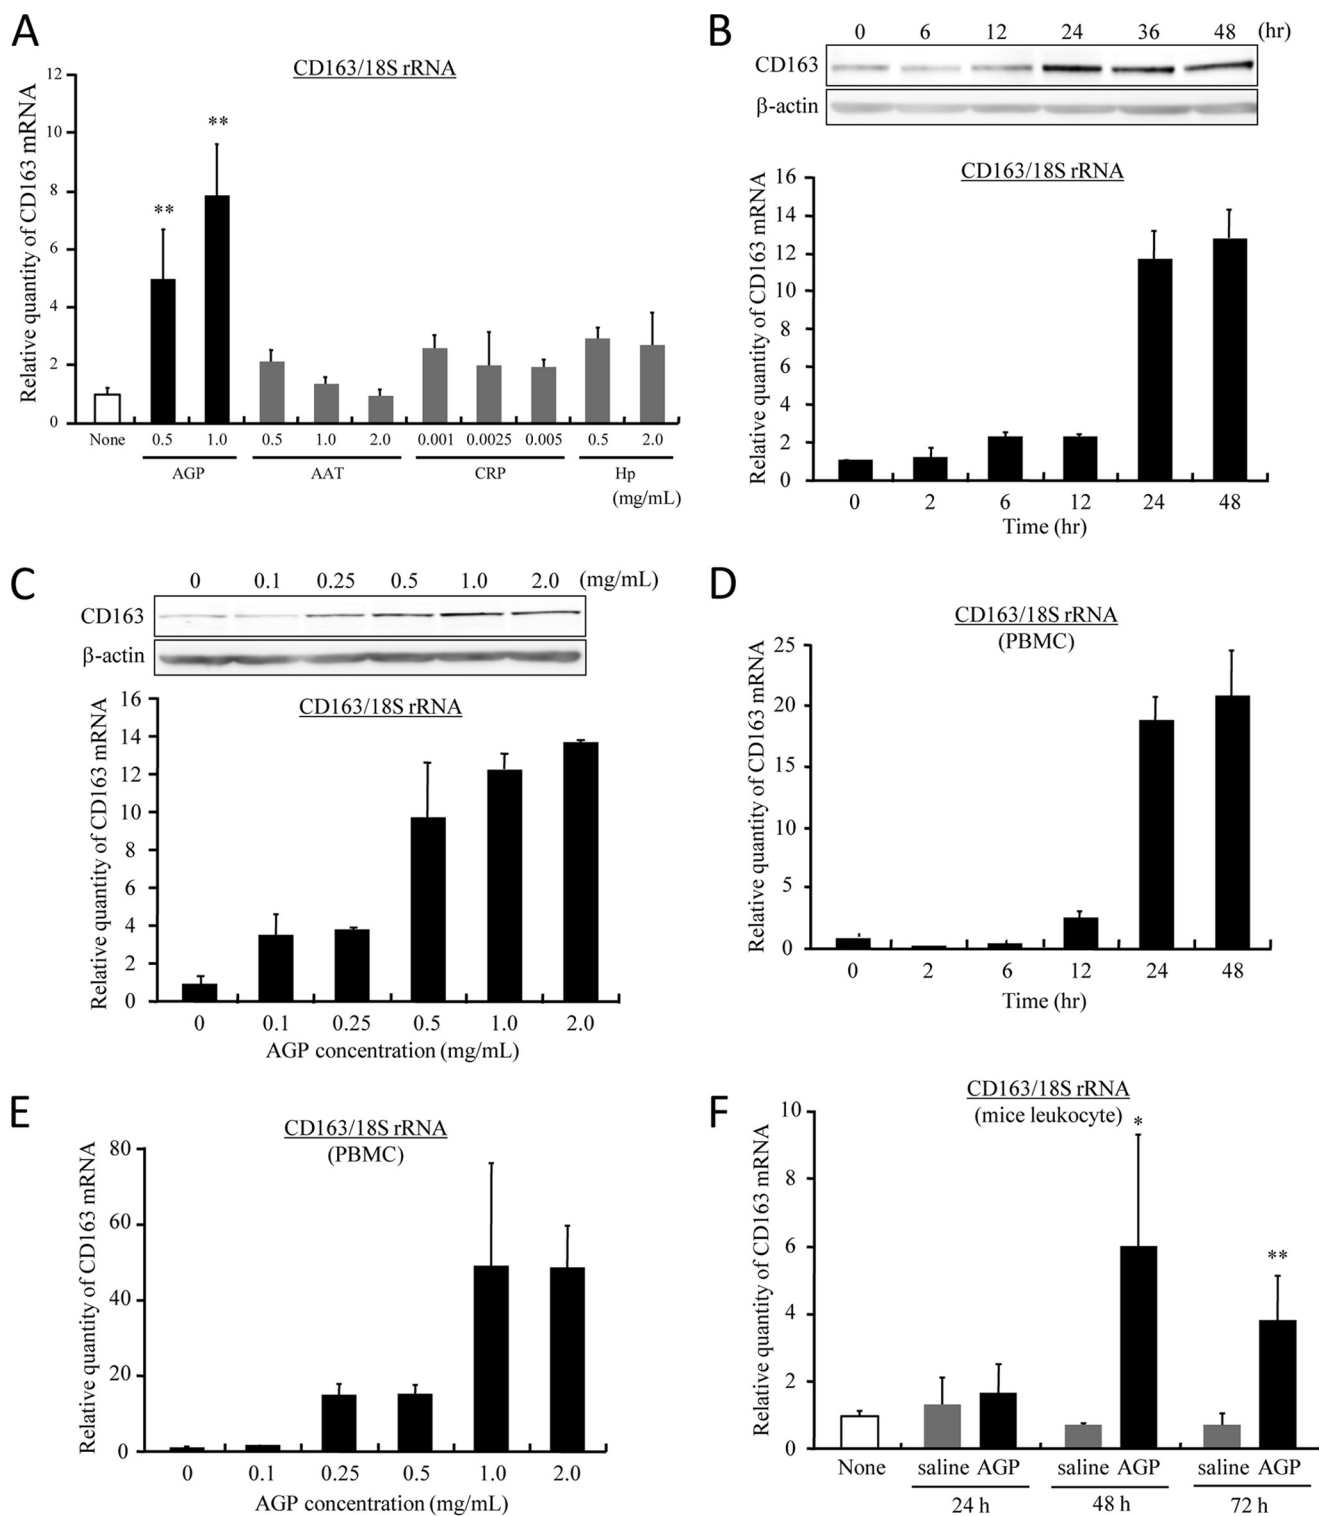 A
CD163/18S rRNA
Relative quantity of CD163 mRNA
12
10
8
6
4
2
0
**
**
None 0.5 1.0 0.5 1.0 2.0 0.001 0.0025 0.005 0.5 2.0
AGP AAT CRP Hp
(mg/mL)
B
0 6 12 24 36 48 (hr)
CD163
β-actin
CD163/18S rRNA
Relative quantity of CD163 mRNA
16
14
12
10
8
6
4
2
0
0 2 6 12 24 48
Time (hr)
C
0 0.1 0.25 0.5 1.0 2.0 (mg/mL)
CD163
β-actin
CD163/18S rRNA
Relative quantity of CD163 mRNA
16
14
12
10
8
6
4
2
0
0 0.1 0.25 0.5 1.0 2.0
AGP concentration (mg/mL)
D
CD163/18S rRNA
(PBMC)
Relative quantity of CD163 mRNA
25
20
15
10
5
0
0 2 6 12 24 48
Time (hr)
E
CD163/18S rRNA
(PBMC)
Relative quantity of CD163 mRNA
80
60
40
20
0
0 0.1 0.25 0.5 1.0 2.0
AGP concentration (mg/mL)
F
CD163/18S rRNA
(mice leukocyte)
Relative quantity of CD163 mRNA
10
8
6
4
2
0
*
**
None saline AGP saline AGP saline AGP
24 h 48 h 72 h